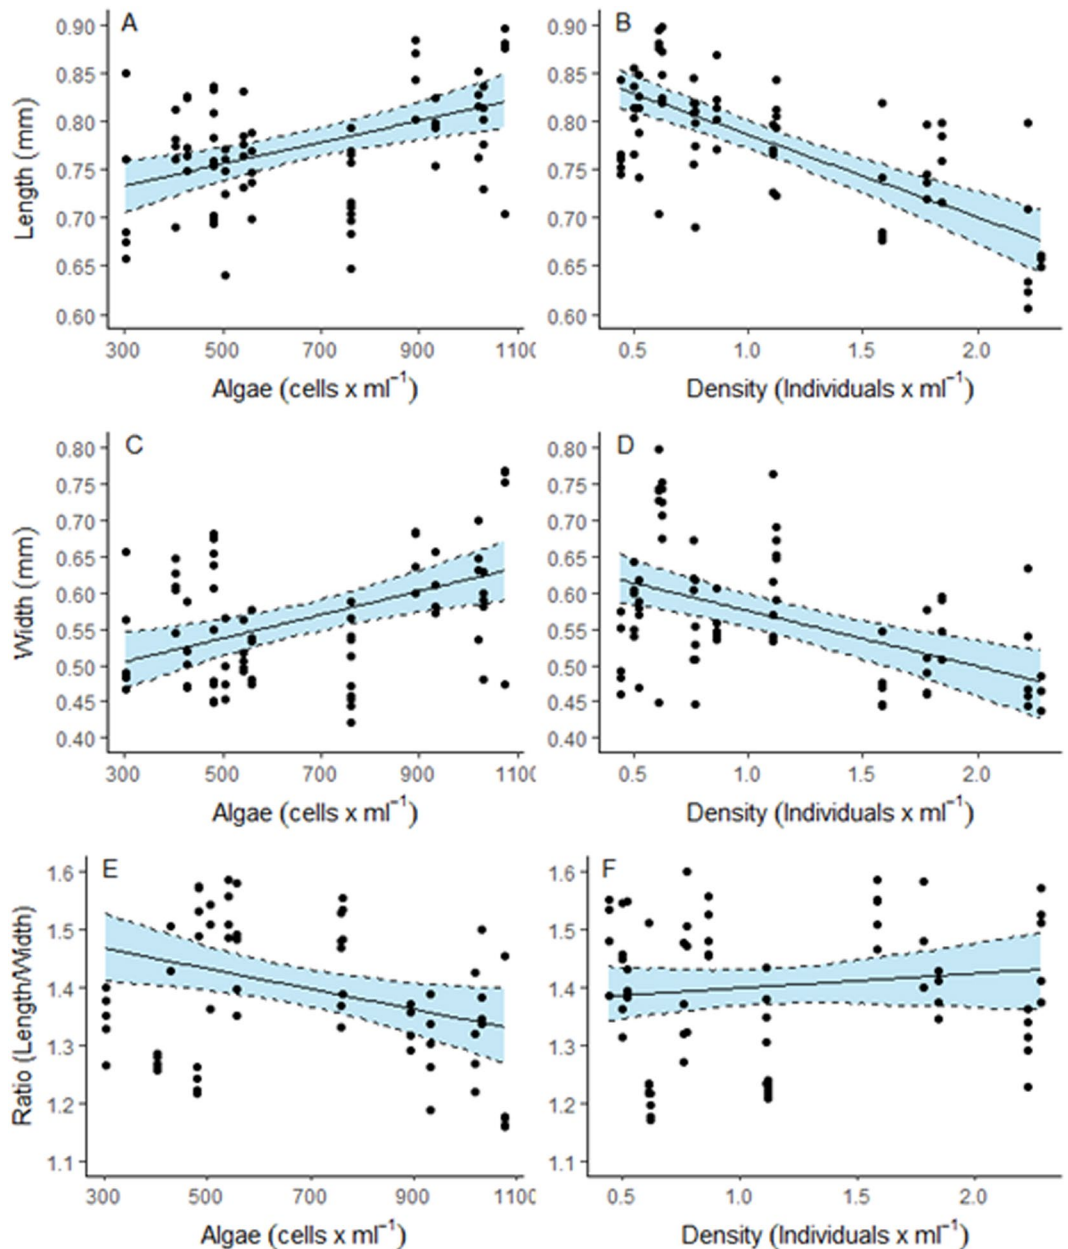 A
B
0.90
0.85
0.80
0.75
0.70
0.65
0.60
Length (mm)
300 500 700 900 1100
Algae (cells x ml⁻¹)
0.90
0.85
0.80
0.75
0.70
0.65
0.60
0.5 1.0 1.5 2.0
Density (Individuals x ml⁻¹)
C
D
0.80
0.75
0.70
0.65
0.60
0.55
0.50
0.45
0.40
Width (mm)
300 500 700 900 1100
Algae (cells x ml⁻¹)
0.80
0.75
0.70
0.65
0.60
0.55
0.50
0.45
0.40
0.5 1.0 1.5 2.0
Density (Individuals x ml⁻¹)
E
F
1.6
1.5
1.4
1.3
1.2
1.1
Ratio (Length/Width)
300 500 700 900 1100
Algae (cells x ml⁻¹)
1.6
1.5
1.4
1.3
1.2
1.1
0.5 1.0 1.5 2.0
Density (Individuals x ml⁻¹)